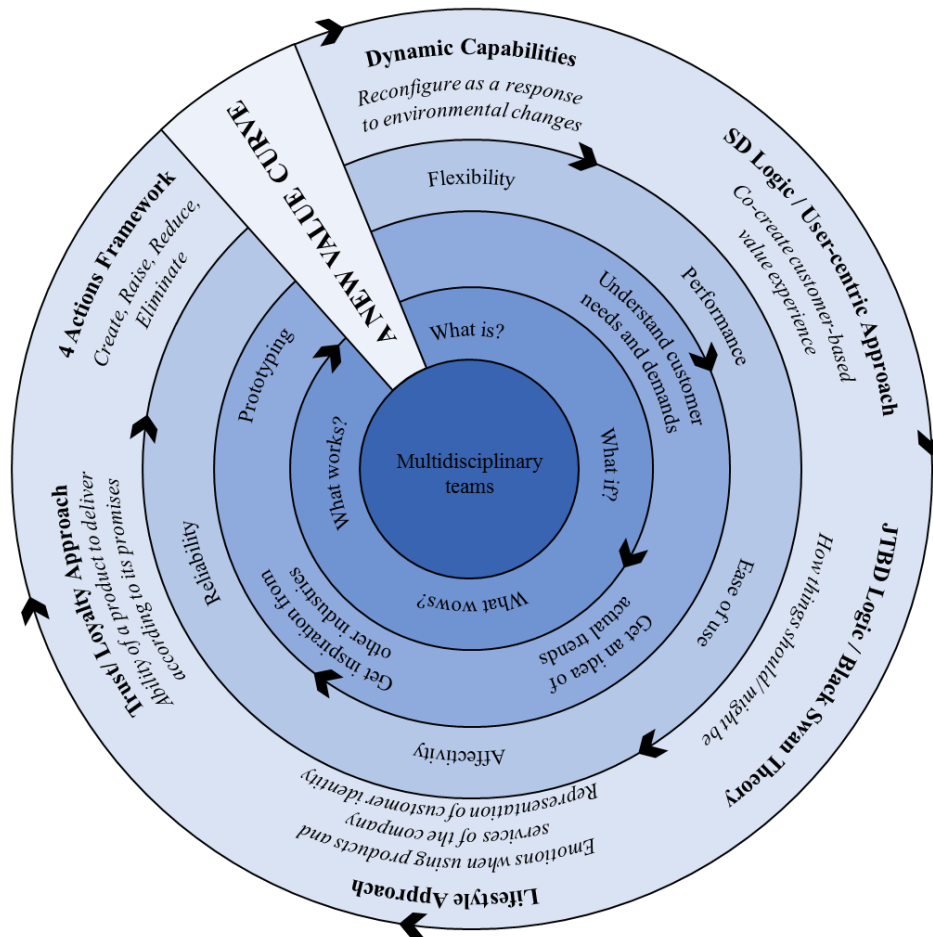 Dynamic Capabilities
Reconfigure as a response
to environmental changes
SD Logic / User-centric Approach
Co-create customer-based
value experience
JTBD Logic / Black Swan Theory
How things should/ might be
Lifestyle Approach
Emotions when using products and
services of the company
Representation of customer identity
Trust/ Loyalty Approach
Ability of a product to deliver
according to its promises
4 Actions Framework
Create, Raise, Reduce,
Eliminate
A NEW VALUE CURVE
Flexibility
Performance
Ease of use
Affectivity
Reliability
Understand customer
needs and demands
Get an idea of
actual trends
Get inspiration from
other industries
Prototyping
What is?
What if?
What wows?
What works?
Multidisciplinary
teams